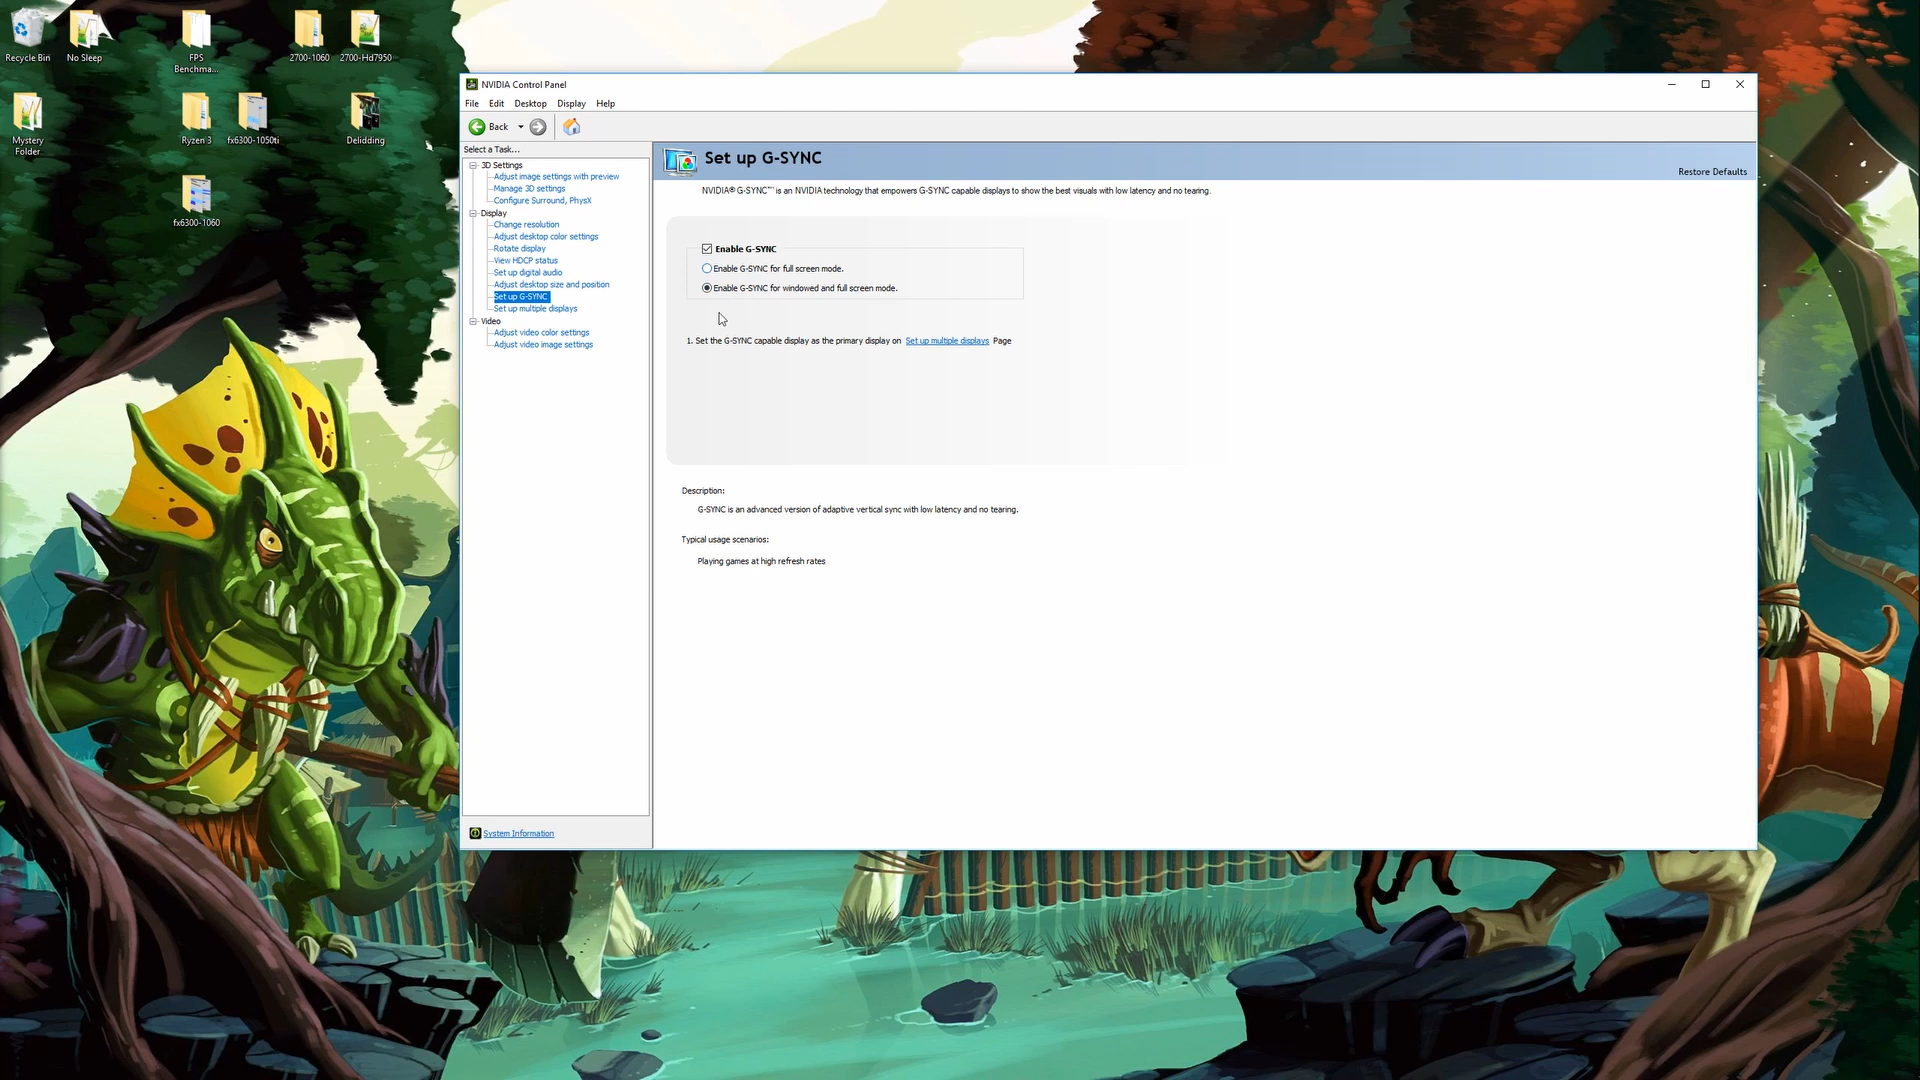 Recycle Bin
No Sleep
FPS
Benchma...
2700-1060
2700-Hd7950
Mystery
Folder
Ryzen 3
fx6300-1050ti
Delidding
fx6300-1060
NVIDIA Control Panel
File Edit Desktop Display Help
Back
Select a Task...
3D Settings
Adjust image settings with preview
Manage 3D settings
Configure Surround, PhysX
Display
Change resolution
Adjust desktop color settings
Rotate display
View HDCP status
Set up digital audio
Adjust desktop size and position
Set up G-SYNC
Set up multiple displays
Video
Adjust video color settings
Adjust video image settings
System Information
Set up G-SYNC
Restore Defaults
NVIDIA® G-SYNC™ is an NVIDIA technology that empowers G-SYNC capable displays to show the best visuals with low latency and no tearing.
Enable G-SYNC
Enable G-SYNC for full screen mode.
Enable G-SYNC for windowed and full screen mode.
1. Set the G-SYNC capable display as the primary display on Set up multiple displays Page
Description:
G-SYNC is an advanced version of adaptive vertical sync with low latency and no tearing.
Typical usage scenarios:
Playing games at high refresh rates